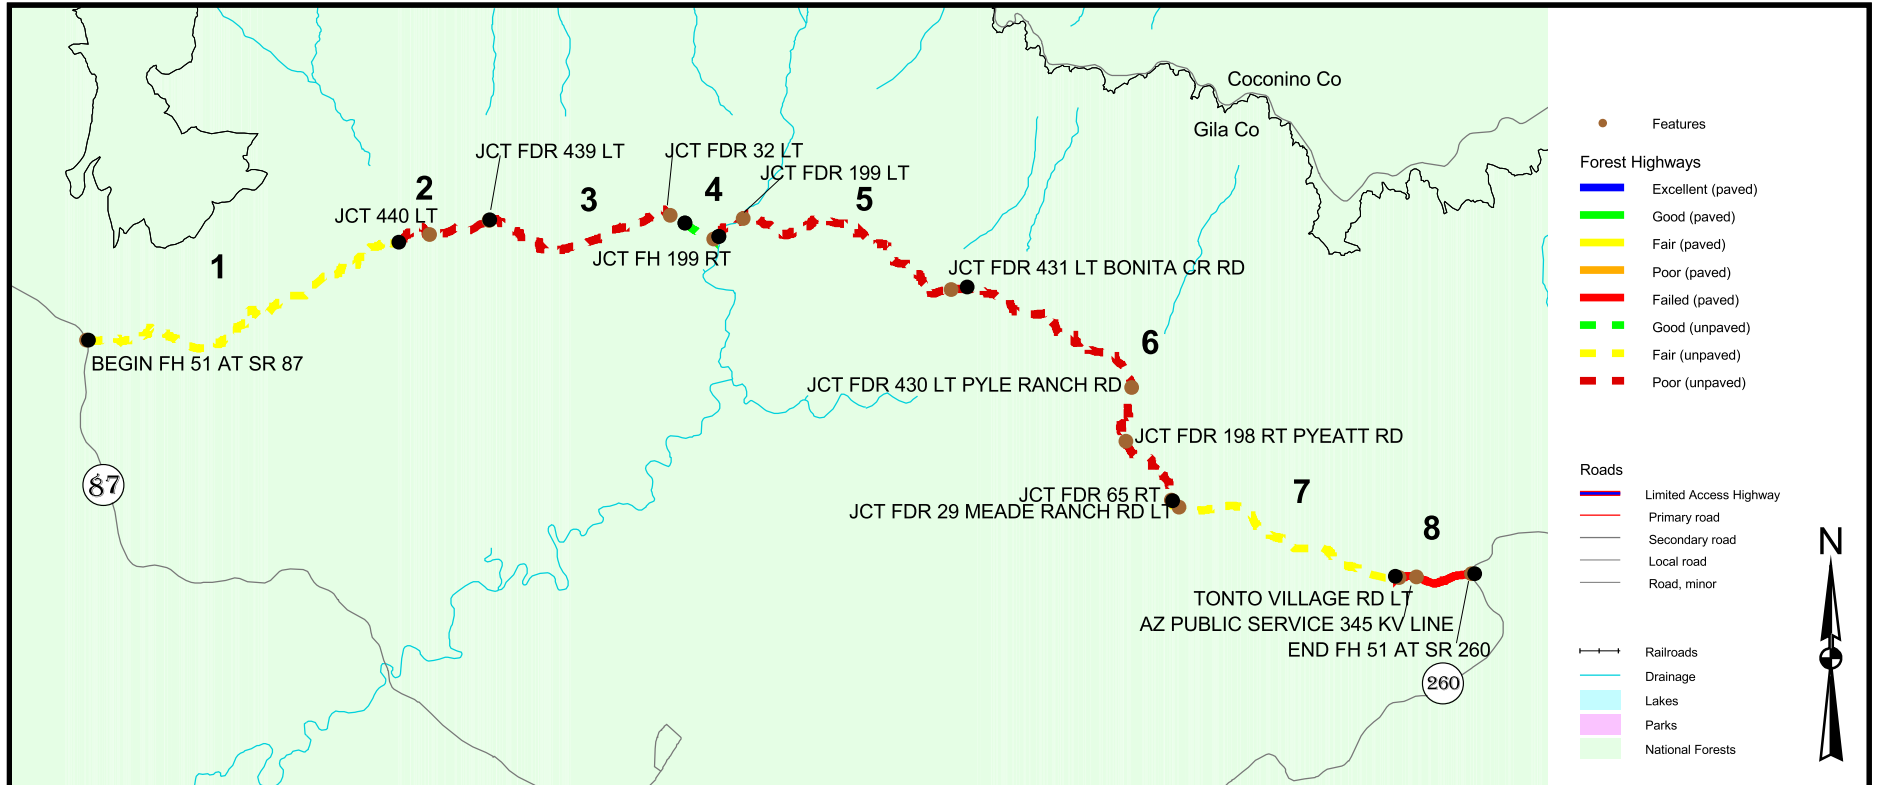 Coconino Co
Gila Co
JCT FDR 439 LT
JCT FDR 32 LT
JCT FDR 199 LT
2
3
4
5
JCT 440 LT
JCT FH 199 RT
1
JCT FDR 431 LT BONITA CR RD
BEGIN FH 51 AT SR 87
6
JCT FDR 430 LT PYLE RANCH RD
JCT FDR 198 RT PYEATT RD
87
JCT FDR 65 RT
JCT FDR 29 MEADE RANCH RD LT
7
8
TONTO VILLAGE RD LT
AZ PUBLIC SERVICE 345 KV LINE
END FH 51 AT SR 260
260
Features
Forest Highways
Excellent (paved)
Good (paved)
Fair (paved)
Poor (paved)
Failed (paved)
Good (unpaved)
Fair (unpaved)
Poor (unpaved)
Roads
Limited Access Highway
Primary road
Secondary road
Local road
Road, minor
N
Railroads
Drainage
Lakes
Parks
National Forests